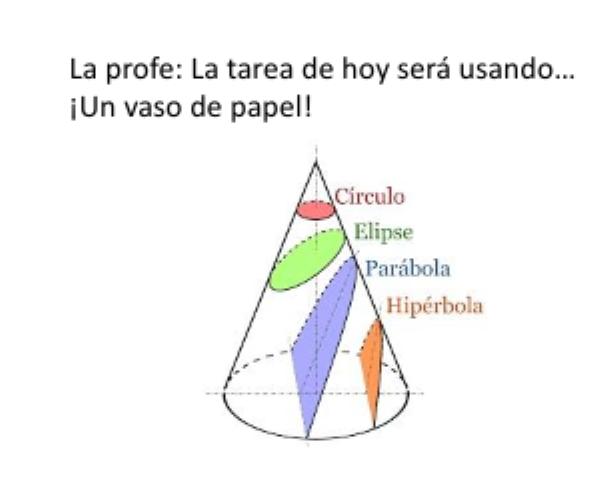 La profe: La tarea de hoy será usando...
¡Un vaso de papel!
Círculo
Elipse
Parábola
Hipérbola